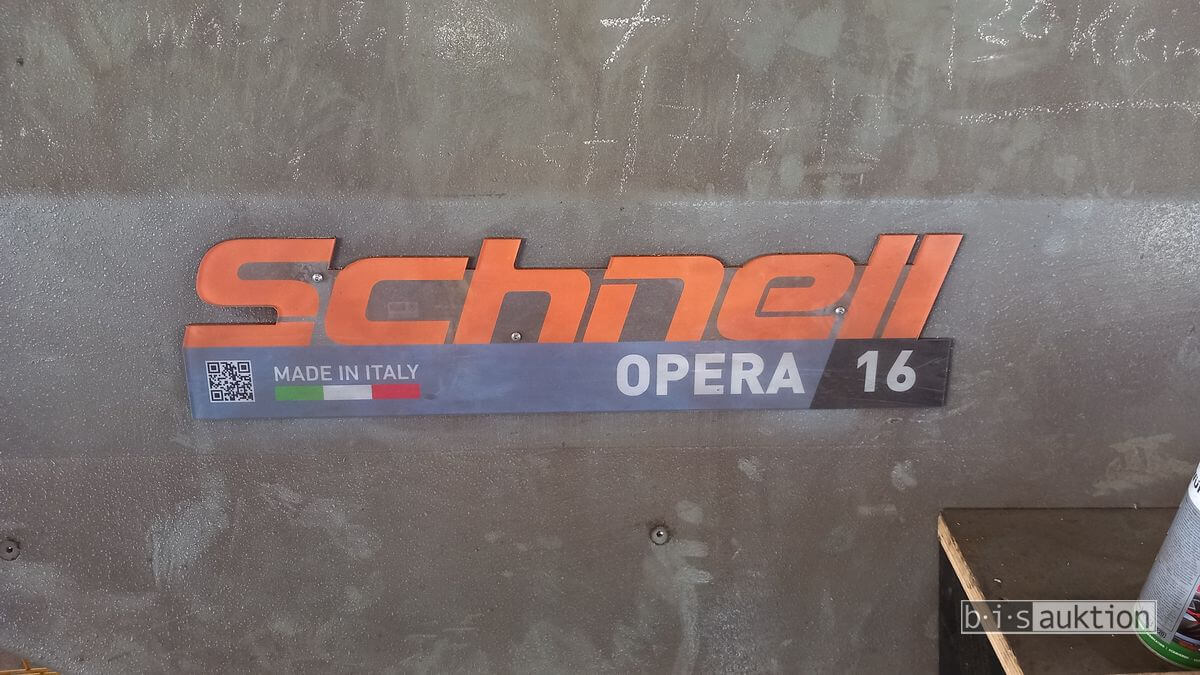 Schnell
MADE IN ITALY
OPERA 16
b·i·s auktion